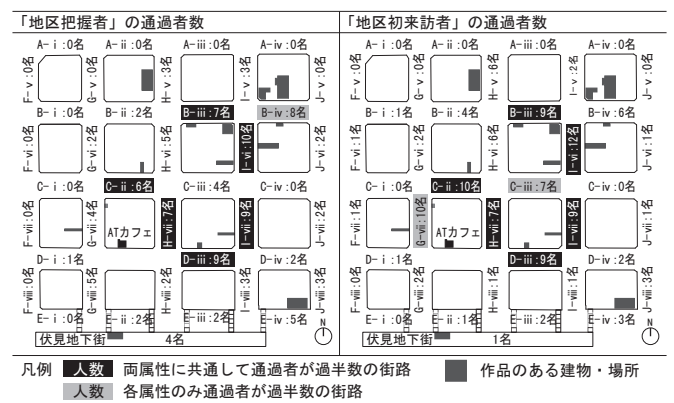 「地区把握者」の通過者数
A-ⅰ:0名 A-ⅱ:0名 A-ⅲ:0名 A-ⅳ:0名
F-ⅴ:0名 G-ⅴ:0名 H-ⅴ:3名 I-ⅴ:3名 J-ⅴ:0名
B-ⅰ:0名 B-ⅱ:2名 B-ⅲ:7名 B-ⅳ:8名
F-ⅵ:0名 G-ⅵ:2名 H-ⅵ:5名 I-ⅵ:10名 J-ⅵ:2名
C-ⅰ:0名 C-ⅱ:6名 C-ⅲ:4名 C-ⅳ:0名
F-ⅶ:0名 G-ⅶ:4名 ATカフェ H-ⅶ:7名 I-ⅶ:9名 J-ⅶ:2名
D-ⅰ:1名 D-ⅲ:9名 D-ⅳ:2名
F-ⅷ:0名 G-ⅷ:5名 H-ⅷ:2名 I-ⅷ:3名 J-ⅷ:3名
E-ⅰ:0名 E-ⅱ:2名 E-ⅲ:2名 E-ⅳ:5名
伏見地下街 4名
N
「地区初来訪者」の通過者数
A-ⅰ:0名 A-ⅱ:0名 A-ⅲ:0名 A-ⅳ:0名
F-ⅴ:1名 G-ⅴ:0名 H-ⅴ:6名 I-ⅴ:2名 J-ⅴ:0名
B-ⅰ:1名 B-ⅱ:4名 B-ⅲ:9名 B-ⅳ:6名
F-ⅵ:0名 G-ⅵ:2名 H-ⅵ:6名 I-ⅵ:12名 J-ⅵ:1名
C-ⅰ:0名 C-ⅱ:10名 C-ⅲ:7名 C-ⅳ:0名
F-ⅶ:1名 G-ⅶ:10名 ATカフェ H-ⅶ:7名 I-ⅶ:9名 J-ⅶ:1名
D-ⅰ:1名 D-ⅲ:9名 D-ⅳ:2名
F-ⅷ:0名 G-ⅷ:2名 H-ⅷ:1名 I-ⅷ:1名 J-ⅷ:1名
E-ⅰ:0名 E-ⅱ:1名 E-ⅲ:2名 E-ⅳ:3名
伏見地下街 1名
N
凡例 人数 両属性に共通して通過者が過半数の街路 作品のある建物・場所
人数 各属性のみ通過者が過半数の街路